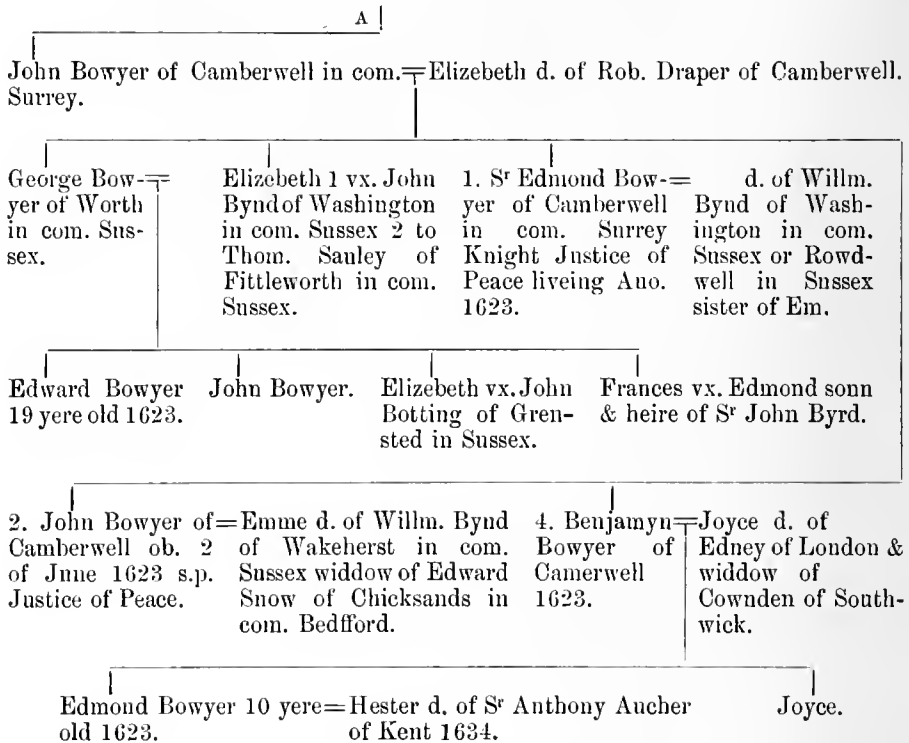 A
John Bowyer of Camberwell in com.=Elizebeth d. of Rob. Draper of Camberwell.
Surrey.
George Bow-=
yer of Worth
in com. Sus-
sex.
Elizebeth 1 vx. John
Bynd of Washington
in com. Sussex 2 to
Thom. Sanley of
Fittleworth in com.
Sussex.
1. Sr Edmond Bow-=
yer of Camberwell
in com. Surrey
Knight Justice of
Peace liveing Ano.
1623.
d. of Willm.
Bynd of Wash-
ington in com.
Sussex or Rowd-
well in Sussex
sister of Em.
Edward Bowyer
19 yere old 1623.
John Bowyer.
Elizebeth vx. John
Botting of Gren-
sted in Sussex.
Frances vx. Edmond sonn
& heire of Sr John Byrd.
2. John Bowyer of=
Camberwell ob. 2
of June 1623 s.p.
Justice of Peace.
Emme d. of Willm. Bynd
of Wakeherst in com.
Sussex widdow of Edward
Snow of Chicksands in
com. Bedfford.
4. Benjamyn=
Bowyer of
Camerwell
1623.
Joyce d. of
Edney of London &
widdow of
Cownden of South-
wick.
Edmond Bowyer 10 yere=
old 1623.
Hester d. of Sr Anthony Aucher
of Kent 1634.
Joyce.